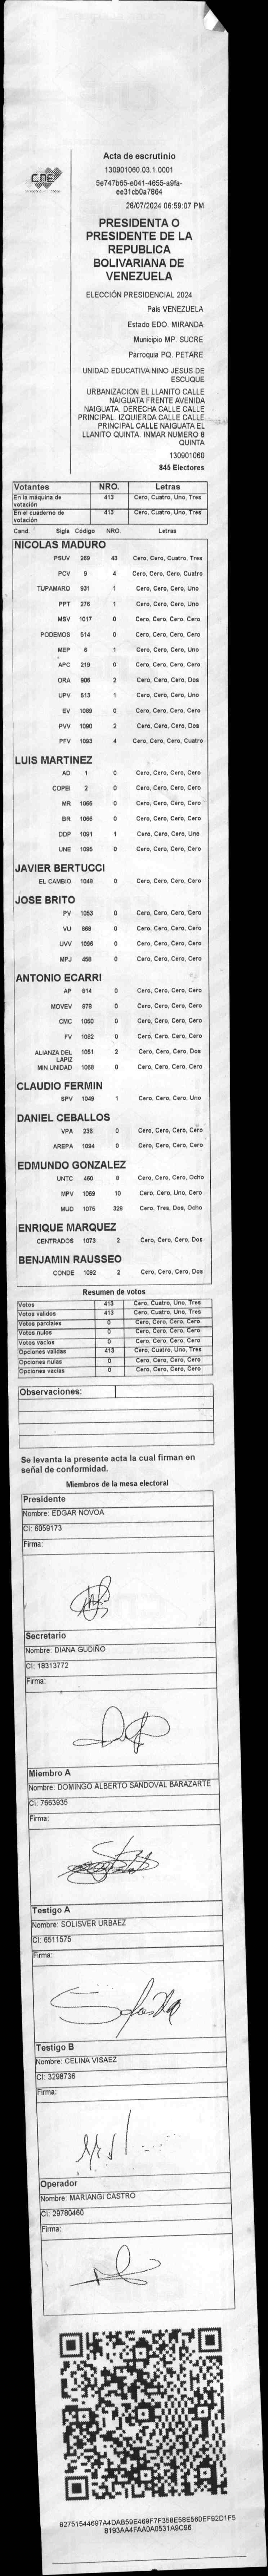 CNE
Acta de escrutinio
130901060.03.1.0001
5e747b65-e041-4655-a9fa-
ee31cb0a7864
28/07/2024 06:59:07 PM
PRESIDENTA O
PRESIDENTE DE LA
REPUBLICA
BOLIVARIANA DE
VENEZUELA
ELECCIÓN PRESIDENCIAL 2024
Pais VENEZUELA
Estado EDO. MIRANDA
Municipio MP. SUCRE
Parroquia PQ. PETARE
UNIDAD EDUCATIVA NINO JESUS DE
ESCUQUE
URBANIZACION EL LLANITO CALLE
NAIGUATA FRENTE AVENIDA
NAIGUATA. DERECHA CALLE CALLE
PRINCIPAL. IZQUIERDA CALLE CALLE
PRINCIPAL CALLE NAIGUATA EL
LLANITO QUINTA. INMAR NUMERO 8
QUINTA
130901060
845 Electores
Votantes NRO. Letras
En la máquina de votación 413 Cero, Cuatro, Uno, Tres
En el cuaderno de votación 413 Cero, Cuatro, Uno, Tres
Cand. Sigla Código NRO. Letras
NICOLAS MADURO
PSUV 269 43 Cero, Cero, Cuatro, Tres
PCV 9 4 Cero, Cero, Cero, Cuatro
TUPAMARO 931 1 Cero, Cero, Cero, Uno
PPT 276 1 Cero, Cero, Cero, Uno
MSV 1017 0 Cero, Cero, Cero, Cero
PODEMOS 514 0 Cero, Cero, Cero, Cero
MEP 6 1 Cero, Cero, Cero, Uno
APC 219 0 Cero, Cero, Cero, Cero
ORA 906 2 Cero, Cero, Cero, Dos
UPV 613 1 Cero, Cero, Cero, Uno
EV 1089 0 Cero, Cero, Cero, Cero
PVV 1090 2 Cero, Cero, Cero, Dos
PFV 1093 4 Cero, Cero, Cero, Cuatro
LUIS MARTINEZ
AD 1 0 Cero, Cero, Cero, Cero
COPEI 2 0 Cero, Cero, Cero, Cero
MR 1065 0 Cero, Cero, Cero, Cero
BR 1066 0 Cero, Cero, Cero, Cero
DDP 1091 1 Cero, Cero, Cero, Uno
UNE 1095 0 Cero, Cero, Cero, Cero
JAVIER BERTUCCI
EL CAMBIO 1048 0 Cero, Cero, Cero, Cero
JOSE BRITO
PV 1053 0 Cero, Cero, Cero, Cero
VU 868 0 Cero, Cero, Cero, Cero
UVV 1096 0 Cero, Cero, Cero, Cero
MPJ 458 0 Cero, Cero, Cero, Cero
ANTONIO ECARRI
AP 814 0 Cero, Cero, Cero, Cero
MOVEV 878 0 Cero, Cero, Cero, Cero
CMC 1050 0 Cero, Cero, Cero, Cero
FV 1062 0 Cero, Cero, Cero, Cero
ALIANZA DEL LAPIZ 1051 2 Cero, Cero, Cero, Dos
MIN UNIDAD 1068 0 Cero, Cero, Cero, Cero
CLAUDIO FERMIN
SPV 1049 1 Cero, Cero, Cero, Uno
DANIEL CEBALLOS
VPA 236 0 Cero, Cero, Cero, Cero
AREPA 1094 0 Cero, Cero, Cero, Cero
EDMUNDO GONZALEZ
UNTC 460 8 Cero, Cero, Cero, Ocho
MPV 1069 10 Cero, Cero, Uno, Cero
MUD 1075 328 Cero, Tres, Dos, Ocho
ENRIQUE MARQUEZ
CENTRADOS 1073 2 Cero, Cero, Cero, Dos
BENJAMIN RAUSSEO
CONDE 1092 2 Cero, Cero, Cero, Dos
Resumen de votos
Votos 413 Cero, Cuatro, Uno, Tres
Votos validos 413 Cero, Cuatro, Uno, Tres
Votos parciales 0 Cero, Cero, Cero, Cero
Votos nulos 0 Cero, Cero, Cero, Cero
Votos vacios 0 Cero, Cero, Cero, Cero
Opciones validas 413 Cero, Cuatro, Uno, Tres
Opciones nulas 0 Cero, Cero, Cero, Cero
Opciones vacias 0 Cero, Cero, Cero, Cero
Observaciones:
Se levanta la presente acta la cual firman en
señal de conformidad.
Miembros de la mesa electoral
Presidente
Nombre: EDGAR NOVOA
CI: 6059173
Firma:
Secretario
Nombre: DIANA GUDIÑO
CI: 18313772
Firma:
Miembro A
Nombre: DOMINGO ALBERTO SANDOVAL BARAZARTE
CI: 7663935
Firma:
Testigo A
Nombre: SOLISVER URBAEZ
CI: 6511575
Firma:
Testigo B
Nombre: CELINA VISAEZ
CI: 3298736
Firma:
Operador
Nombre: MARIANGI CASTRO
CI: 29780460
Firma:
82751544697A4DAB59E469F7F358E58E560EF92D1F5
8193AA4FAA0A0531A9C96